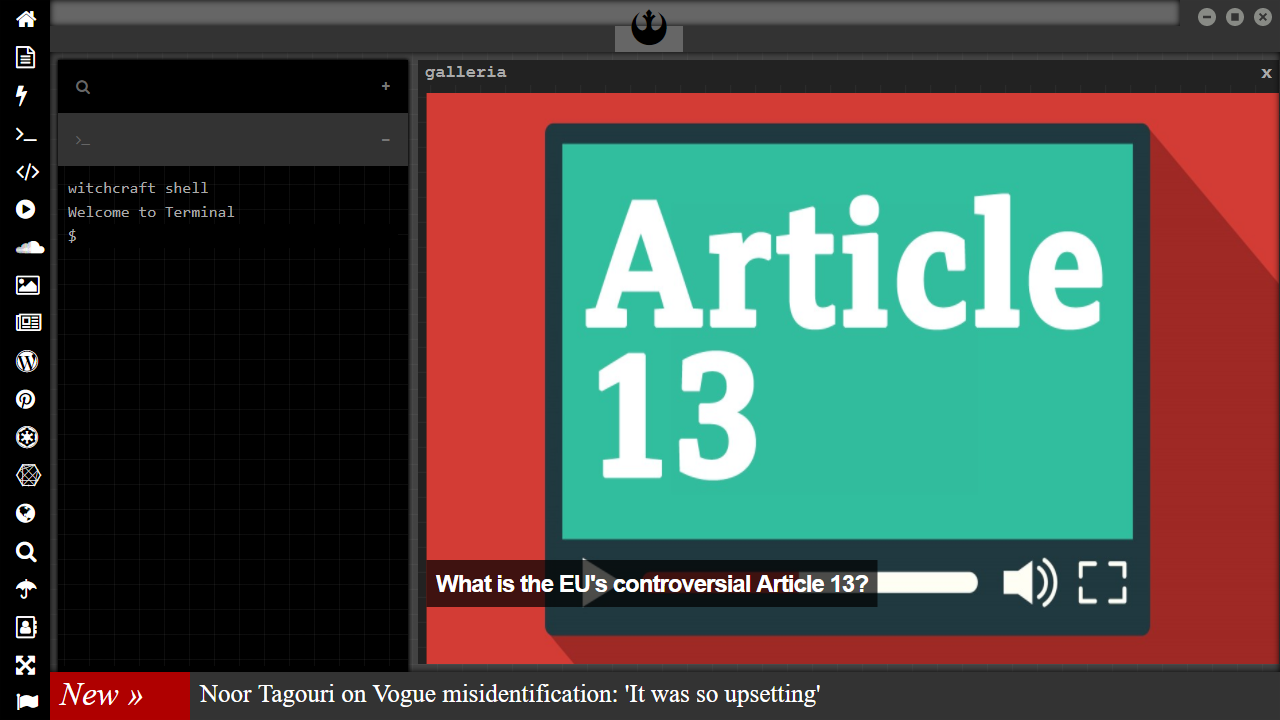 galleria
x
+
>_
−
witchcraft shell
Welcome to Terminal
$
Article
13
What is the EU's controversial Article 13?
New »
Noor Tagouri on Vogue misidentification: 'It was so upsetting'